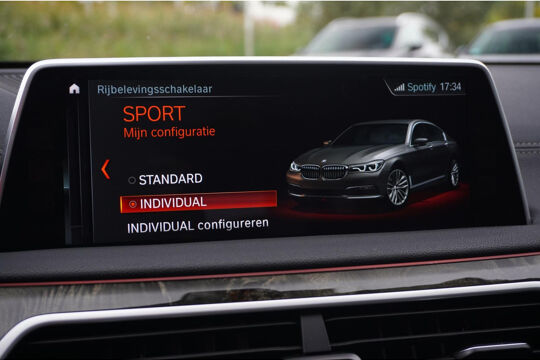 Rijbelevingsschakelaar
Spotify 17:34
SPORT
Mijn configuratie
STANDARD
INDIVIDUAL
INDIVIDUAL configureren